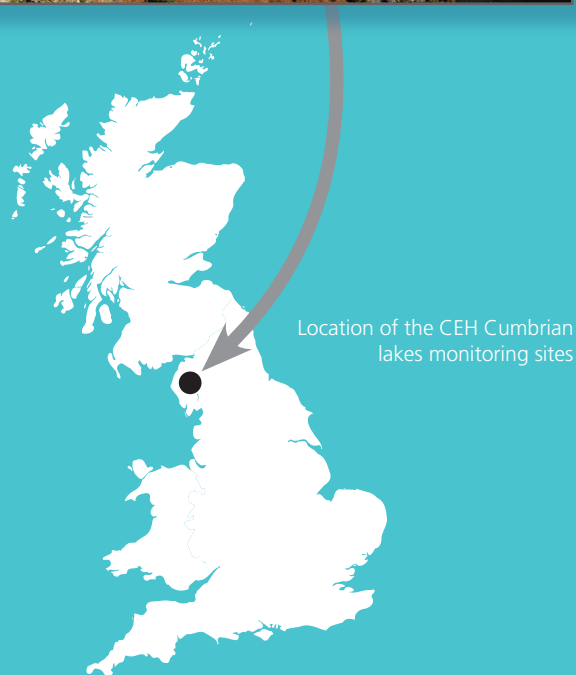 Location of the CEH Cumbrian
lakes monitoring sites